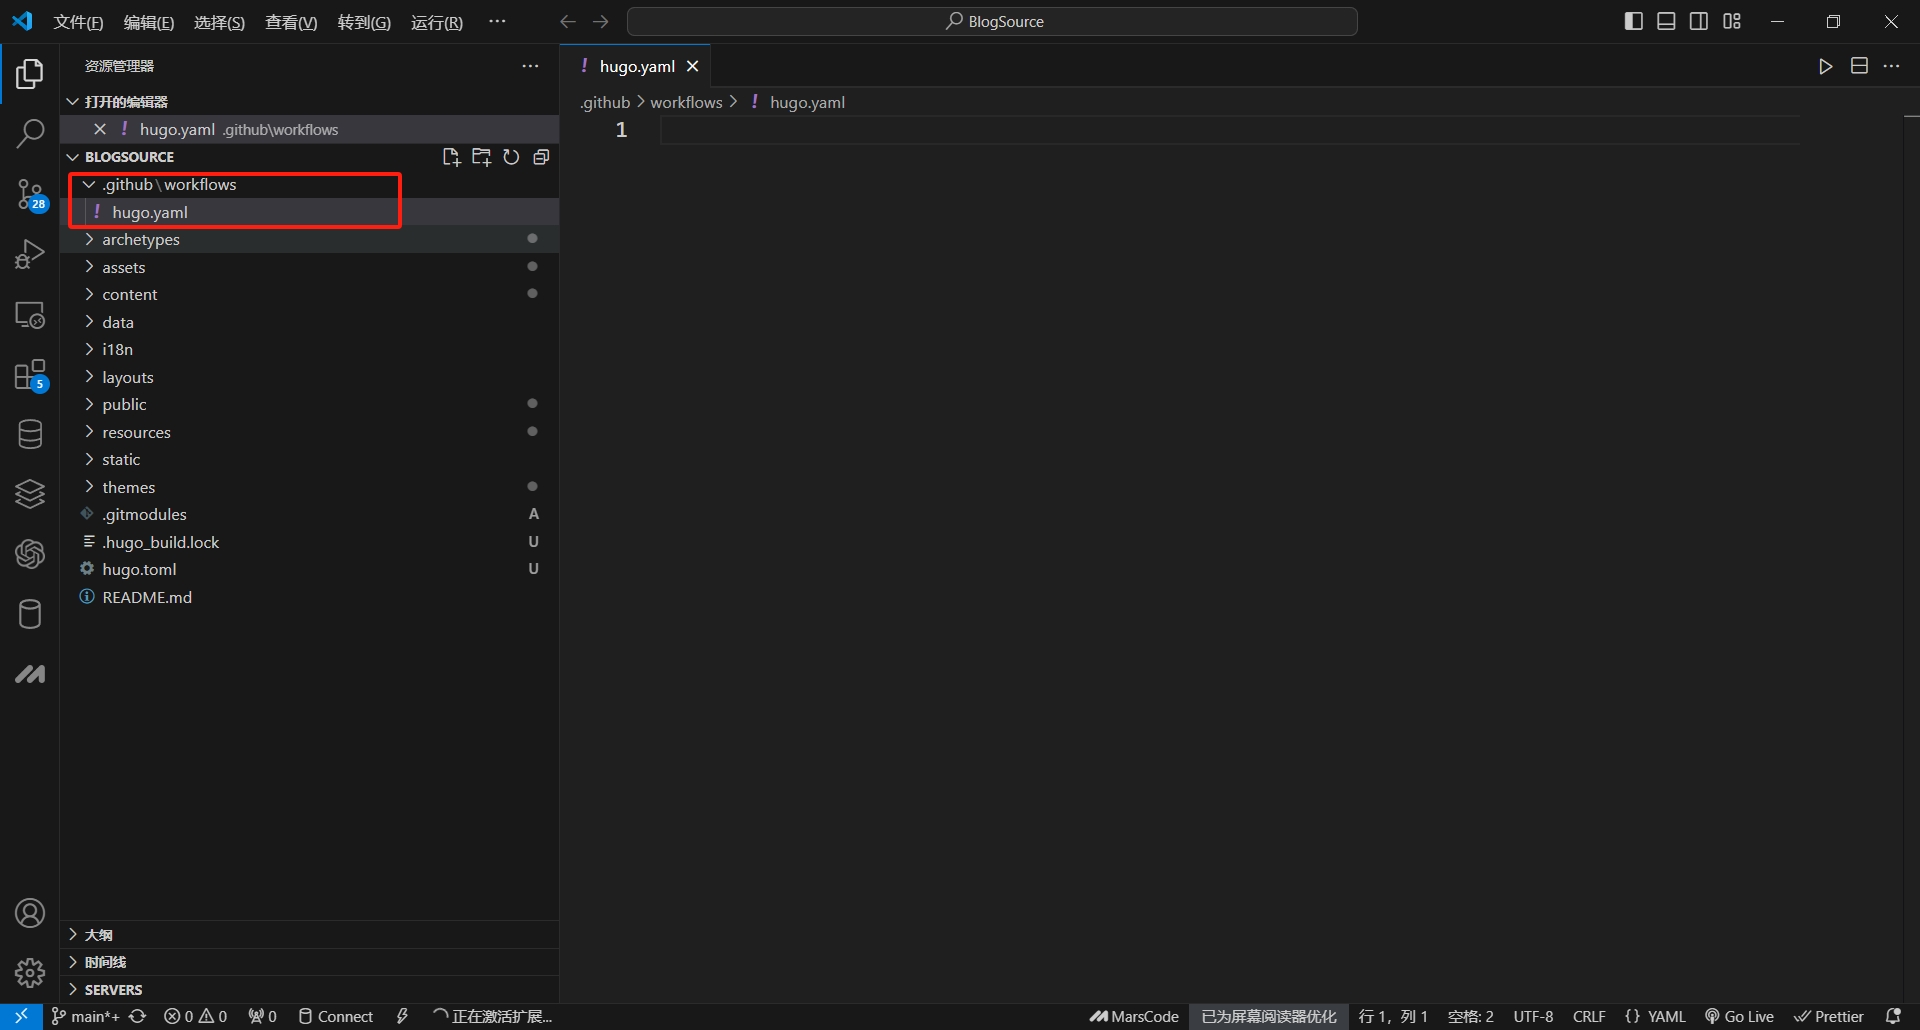 文件(F) 编辑(E) 选择(S) 查看(V) 转到(G) 运行(R) ··· BlogSource
资源管理器 ···
打开的编辑器
hugo.yaml .github\workflows
BLOGSOURCE
.github\workflows
hugo.yaml
archetypes
assets
content
data
i18n
layouts
public
resources
static
themes
.gitmodules A
.hugo_build.lock U
hugo.toml U
README.md
大纲
时间线
SERVERS
28
5
hugo.yaml
.github > workflows > ! hugo.yaml
1
main*+ 0 0 0 Connect 正在激活扩展... MarsCode 已为屏幕阅读器优化 行 1，列 1 空格: 2 UTF-8 CRLF {} YAML Go Live Prettier